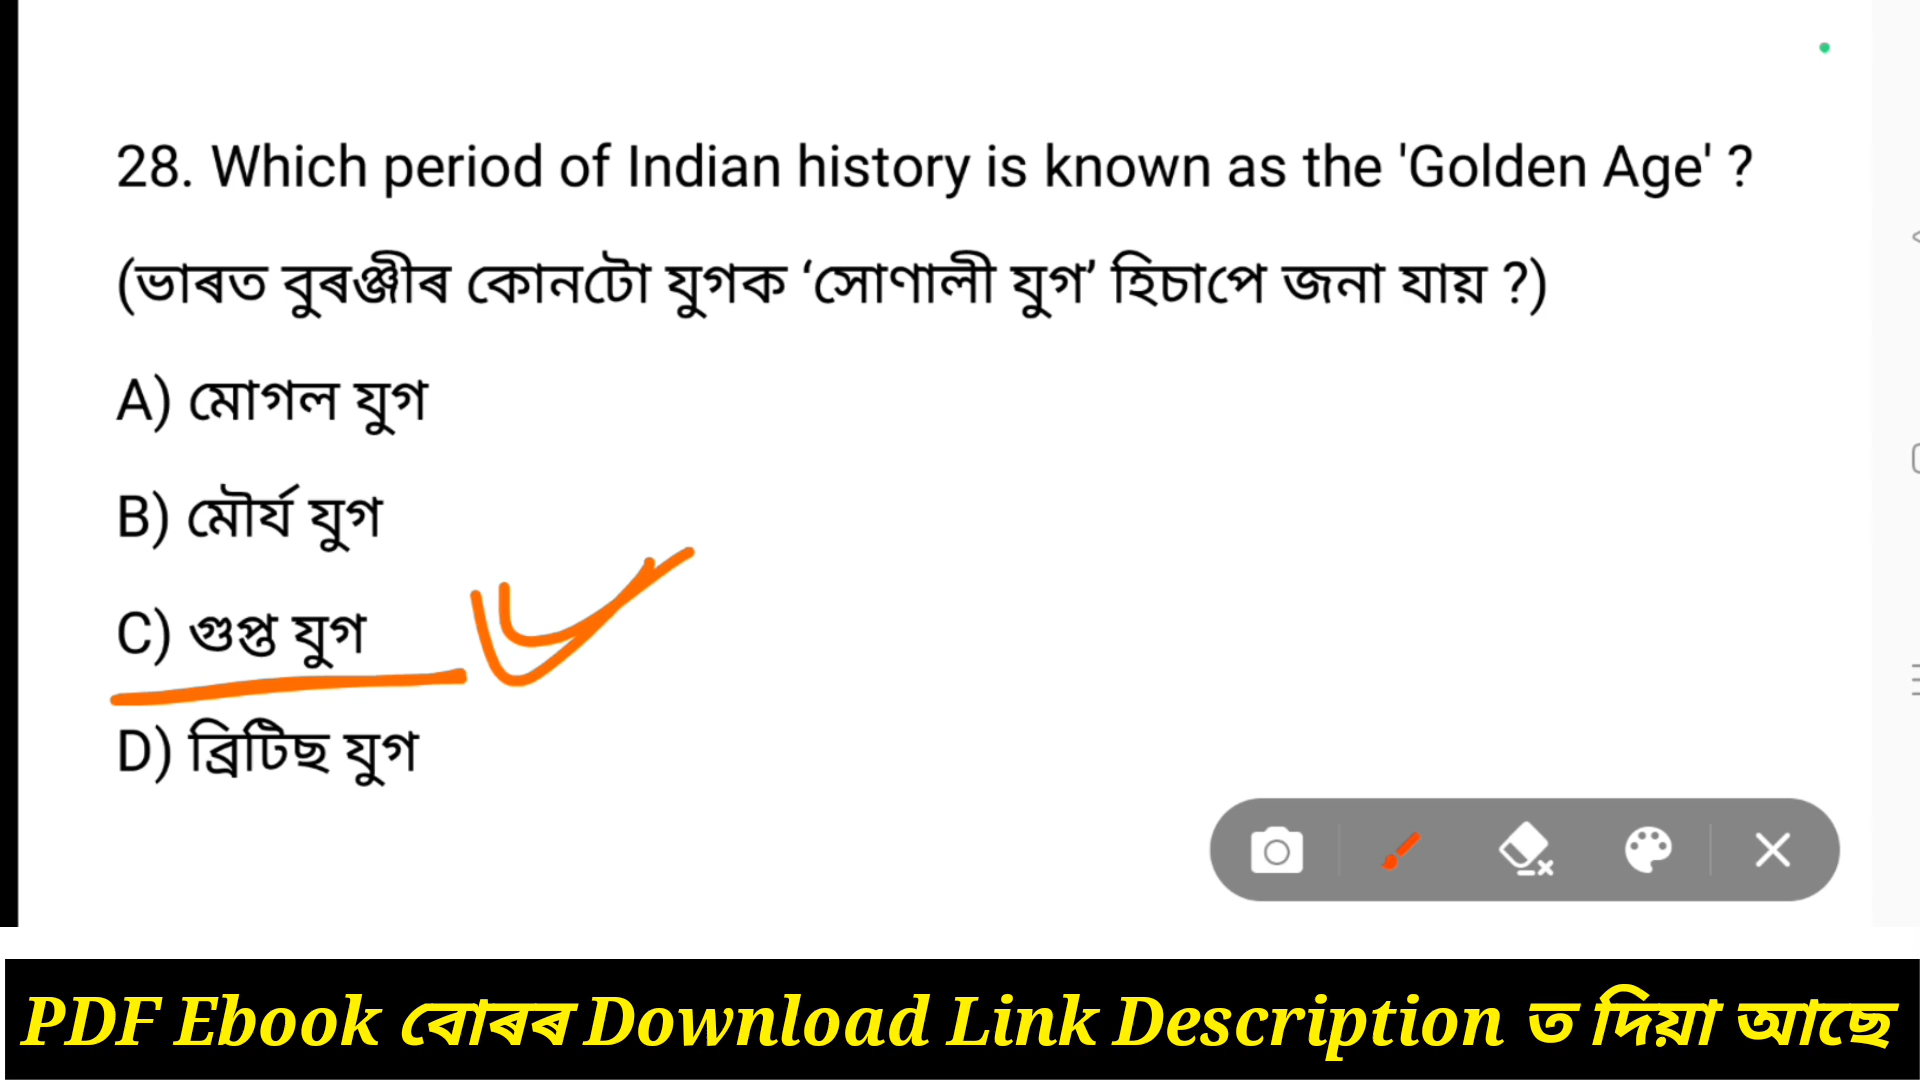 28. Which period of Indian history is known as the 'Golden Age' ?
(ভাৰত বুৰঞ্জীৰ কোনটো যুগক ‘সোণালী যুগ’ হিচাপে জনা যায় ?)
A) মোগল যুগ
B) মৌৰ্য যুগ
C) গুপ্ত যুগ
D) ব্ৰিটিছ যুগ
PDF Ebook বোৰৰ Download Link Description ত দিয়া আছে